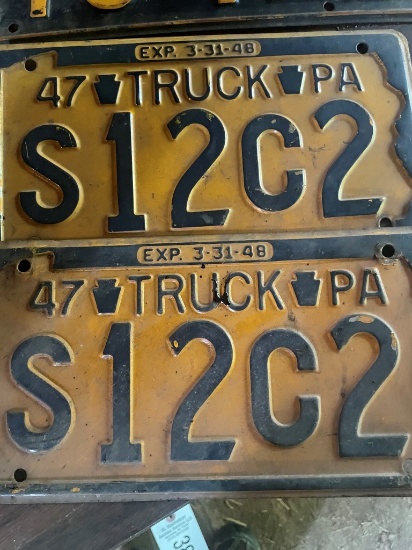 EXP. 3-31-48
47 TRUCK PA
S12C2
EXP. 3-31-48
47 TRUCK PA
S12C2